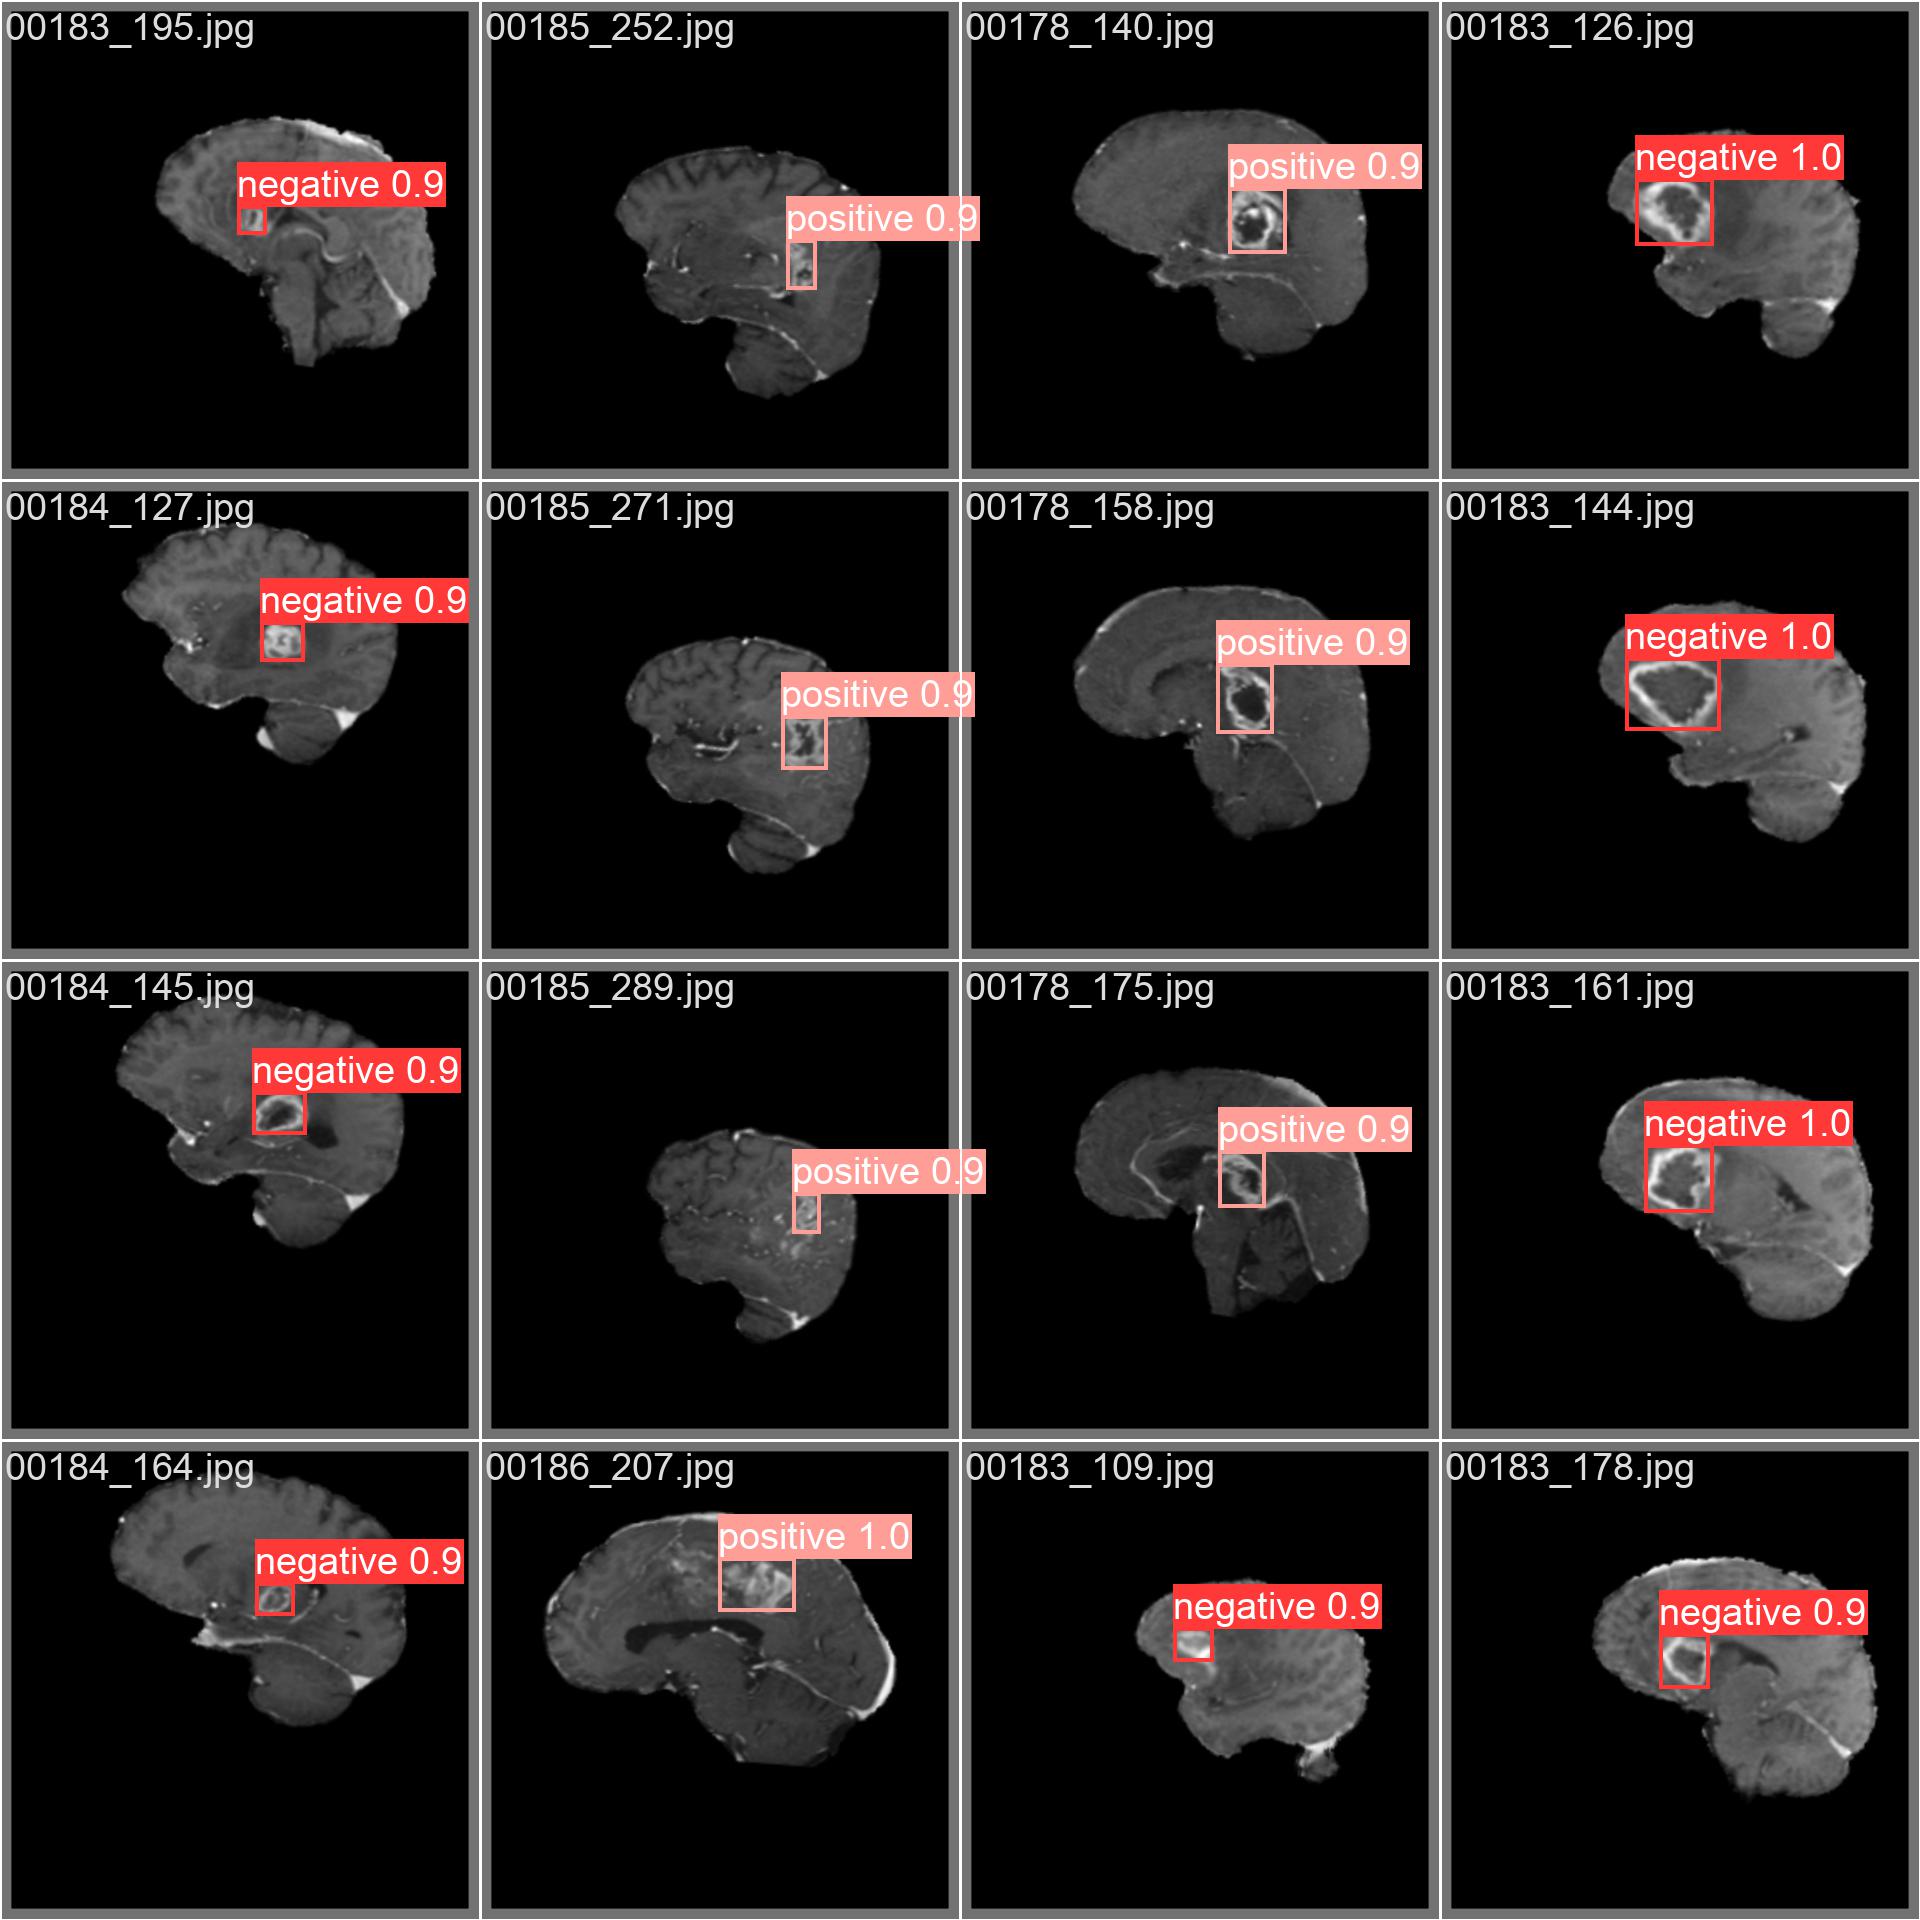 00183_195.jpg
negative 0.9
00185_252.jpg
positive 0.9
00178_140.jpg
positive 0.9
00183_126.jpg
negative 1.0
00184_127.jpg
negative 0.9
00185_271.jpg
positive 0.9
00178_158.jpg
positive 0.9
00183_144.jpg
negative 1.0
00184_145.jpg
negative 0.9
00185_289.jpg
positive 0.9
00178_175.jpg
positive 0.9
00183_161.jpg
negative 1.0
00184_164.jpg
negative 0.9
00186_207.jpg
positive 1.0
00183_109.jpg
negative 0.9
00183_178.jpg
negative 0.9